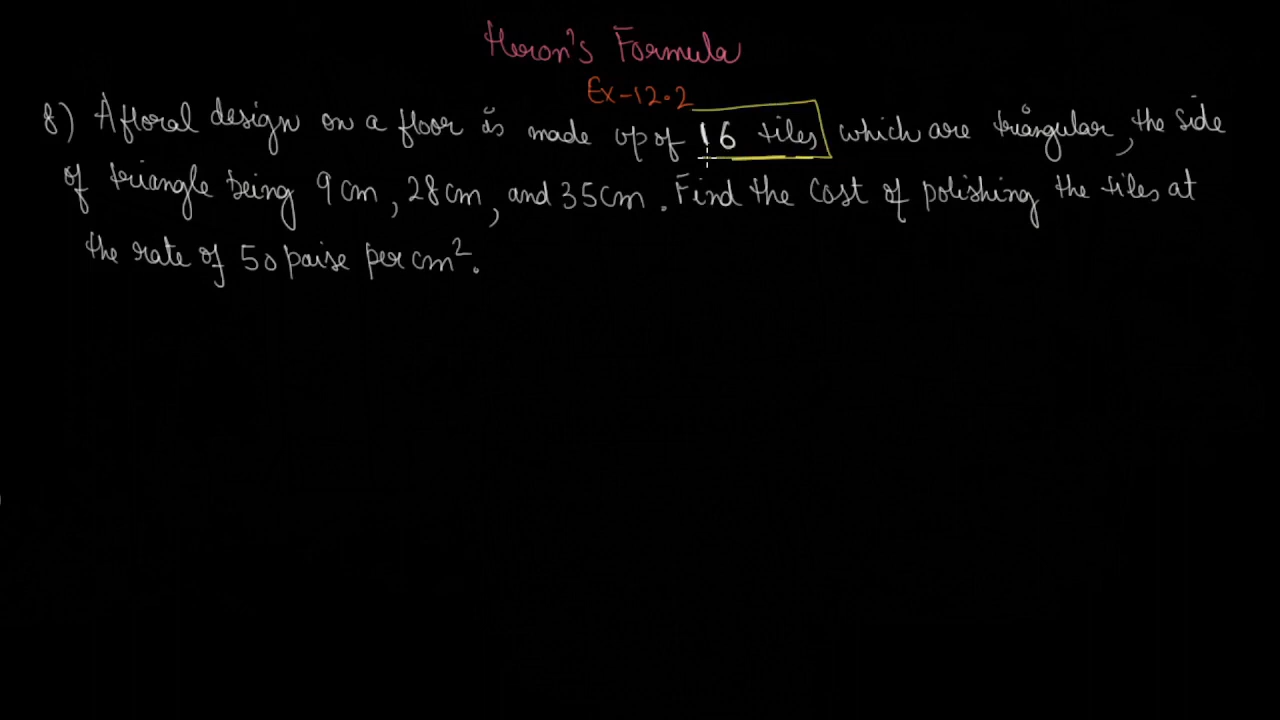 Heron's Formula
Ex-12.2
8) A floral design on a floor is made up of 16 tiles which are triangular, the side
of triangle being 9cm, 28cm, and 35cm. Find the cost of polishing the tiles at
the rate of 50 paise per cm².